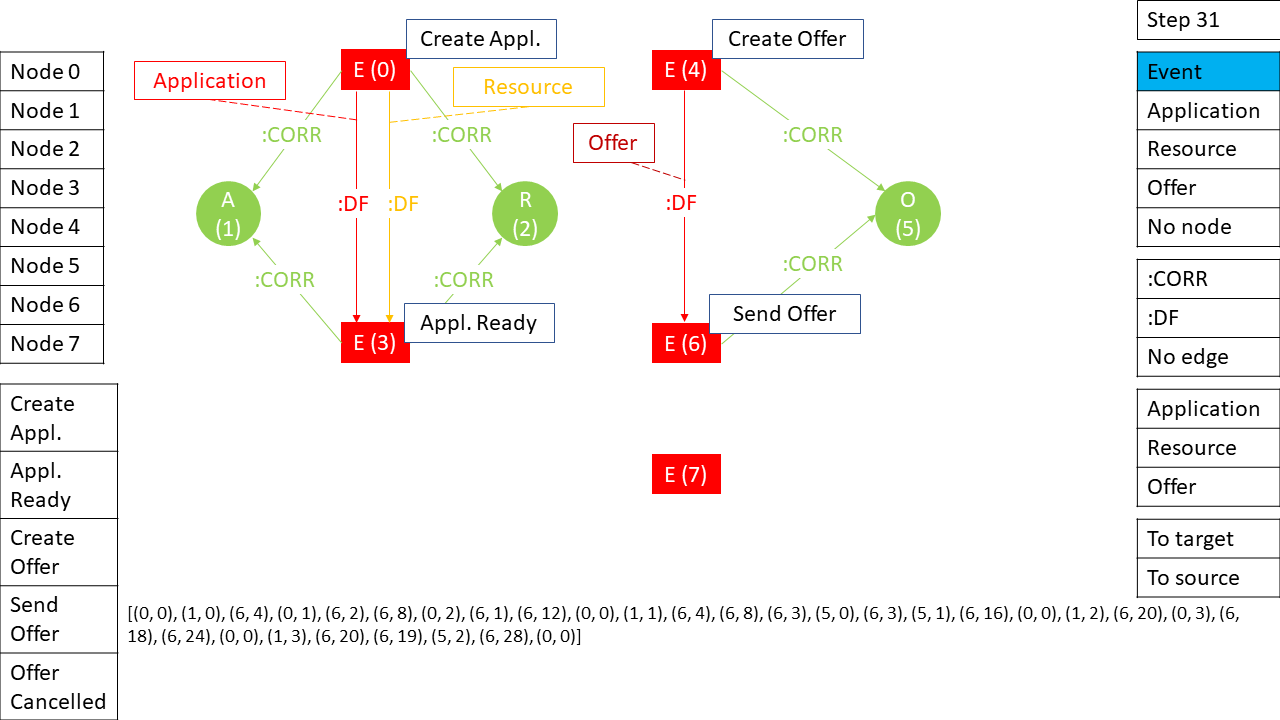 Step 31
Create Appl.
Create Offer
Node 0
Node 1
Node 2
Node 3
Node 4
Node 5
Node 6
Node 7
Application
E (0)
Resource
E (4)
:CORR
:CORR
Offer
:CORR
:DF
:DF
:DF
A
(1)
R
(2)
O
(5)
:CORR
:CORR
:CORR
Appl. Ready
Send Offer
E (3)
E (6)
E (7)
Event
Application
Resource
Offer
No node
:CORR
:DF
No edge
Application
Resource
Offer
To target
To source
Create
Appl.
Appl.
Ready
Create
Offer
Send
Offer
Offer
Cancelled
[(0, 0), (1, 0), (6, 4), (0, 1), (6, 2), (6, 8), (0, 2), (6, 1), (6, 12), (0, 0), (1, 1), (6, 4), (6, 8), (6, 3), (5, 0), (6, 3), (5, 1), (6, 16), (0, 0), (1, 2), (6, 20), (0, 3), (6,
18), (6, 24), (0, 0), (1, 3), (6, 20), (6, 19), (5, 2), (6, 28), (0, 0)]